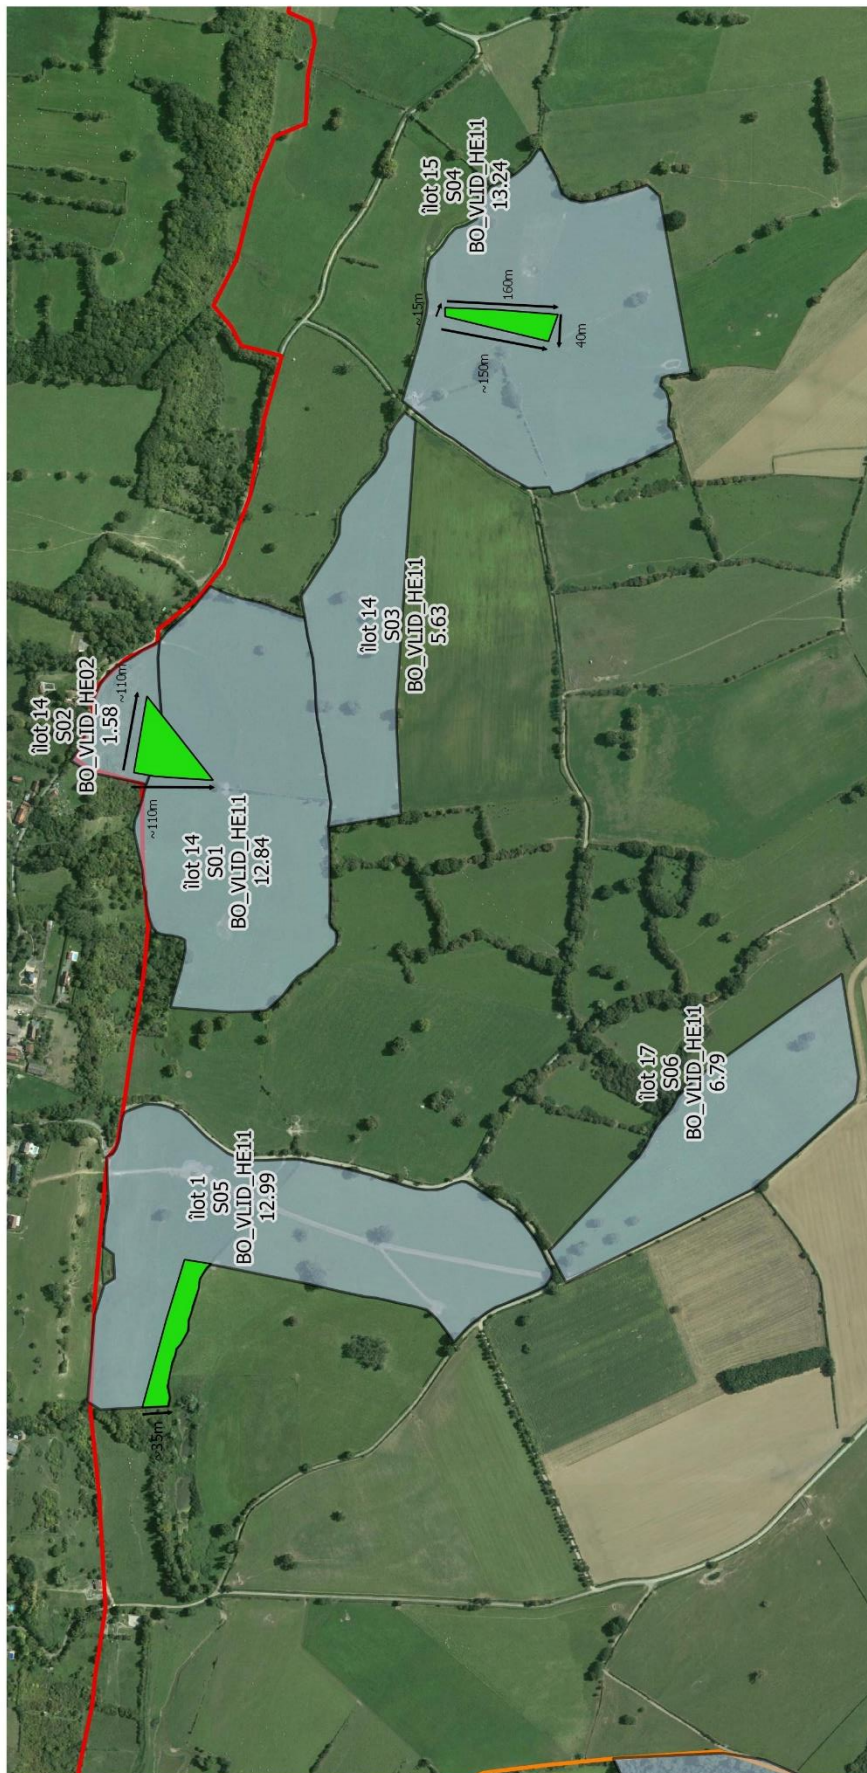 îlot 15
S04
BO_VLID_HE11
13.24
~15m
160m
~150m
40m
îlot 14
S03
BO_VLID_HE11
5.63
îlot 14
S02
BO_VLID_HE02
1.58
~110m
~110m
îlot 14
S01
BO_VLID_HE11
12.84
îlot 17
S06
BO_VLID_HE11
6.79
îlot 1
S05
BO_VLID_HE11
12.99
~35m